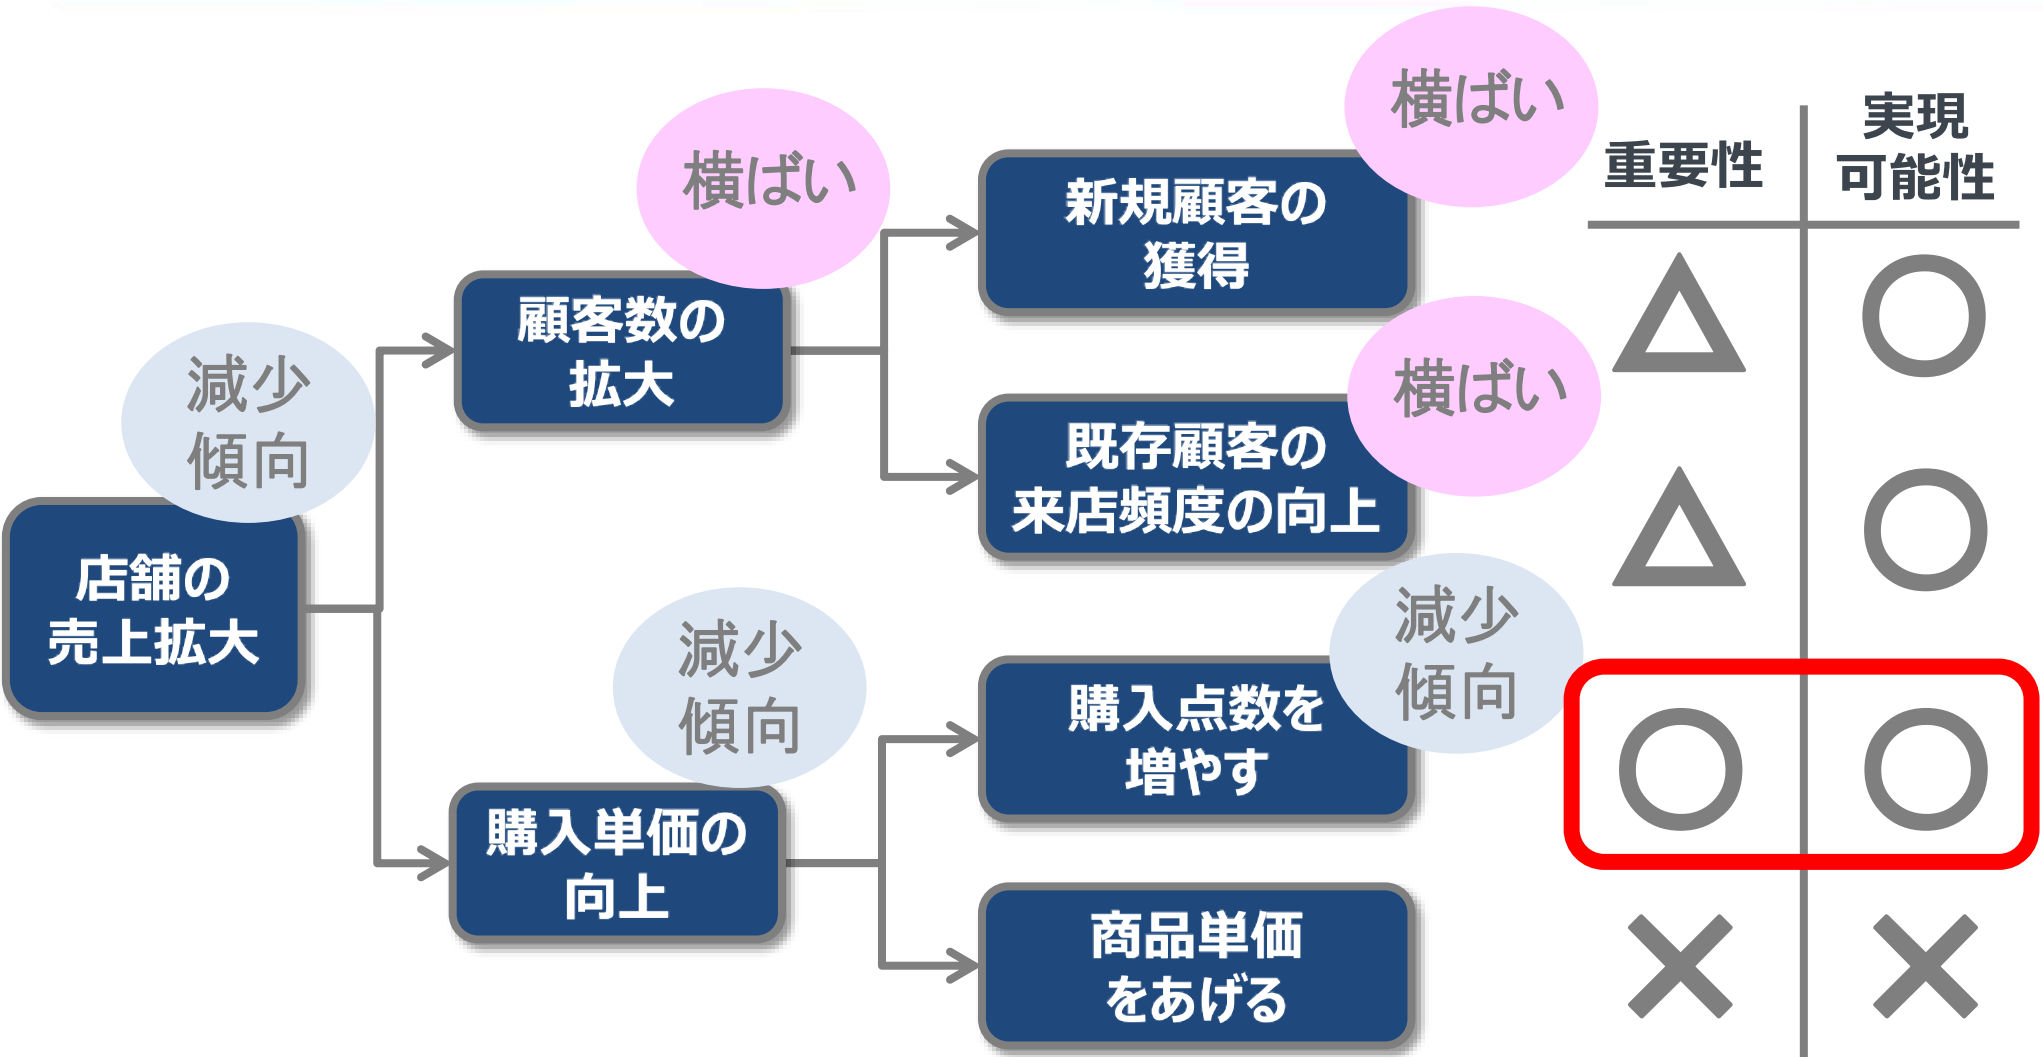 横ばい
横ばい
重要性
実現
可能性
新規顧客の
獲得
顧客数の
拡大
減少
傾向
横ばい
既存顧客の
来店頻度の向上
店舗の
売上拡大
減少
傾向
減少
傾向
購入点数を
増やす
購入単価の
向上
商品単価
をあげる